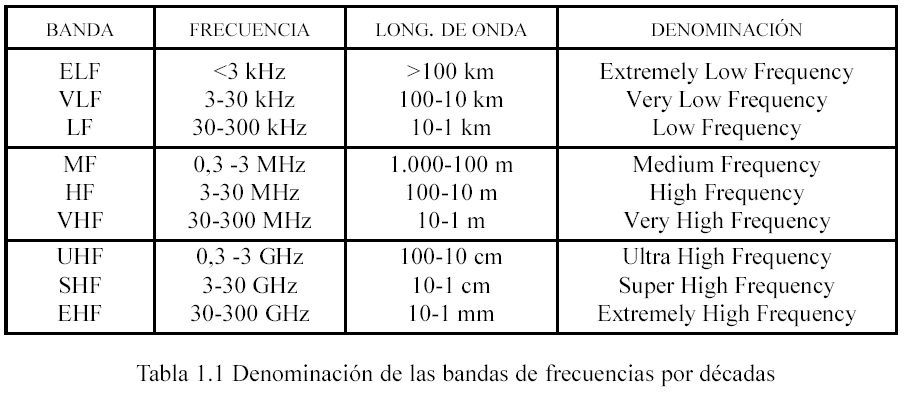 BANDA FRECUENCIA LONG. DE ONDA DENOMINACIÓN
ELF <3 kHz >100 km Extremely Low Frequency
VLF 3-30 kHz 100-10 km Very Low Frequency
LF 30-300 kHz 10-1 km Low Frequency
MF 0,3 -3 MHz 1.000-100 m Medium Frequency
HF 3-30 MHz 100-10 m High Frequency
VHF 30-300 MHz 10-1 m Very High Frequency
UHF 0,3 -3 GHz 100-10 cm Ultra High Frequency
SHF 3-30 GHz 10-1 cm Super High Frequency
EHF 30-300 GHz 10-1 mm Extremely High Frequency
Tabla 1.1 Denominación de las bandas de frecuencias por décadas